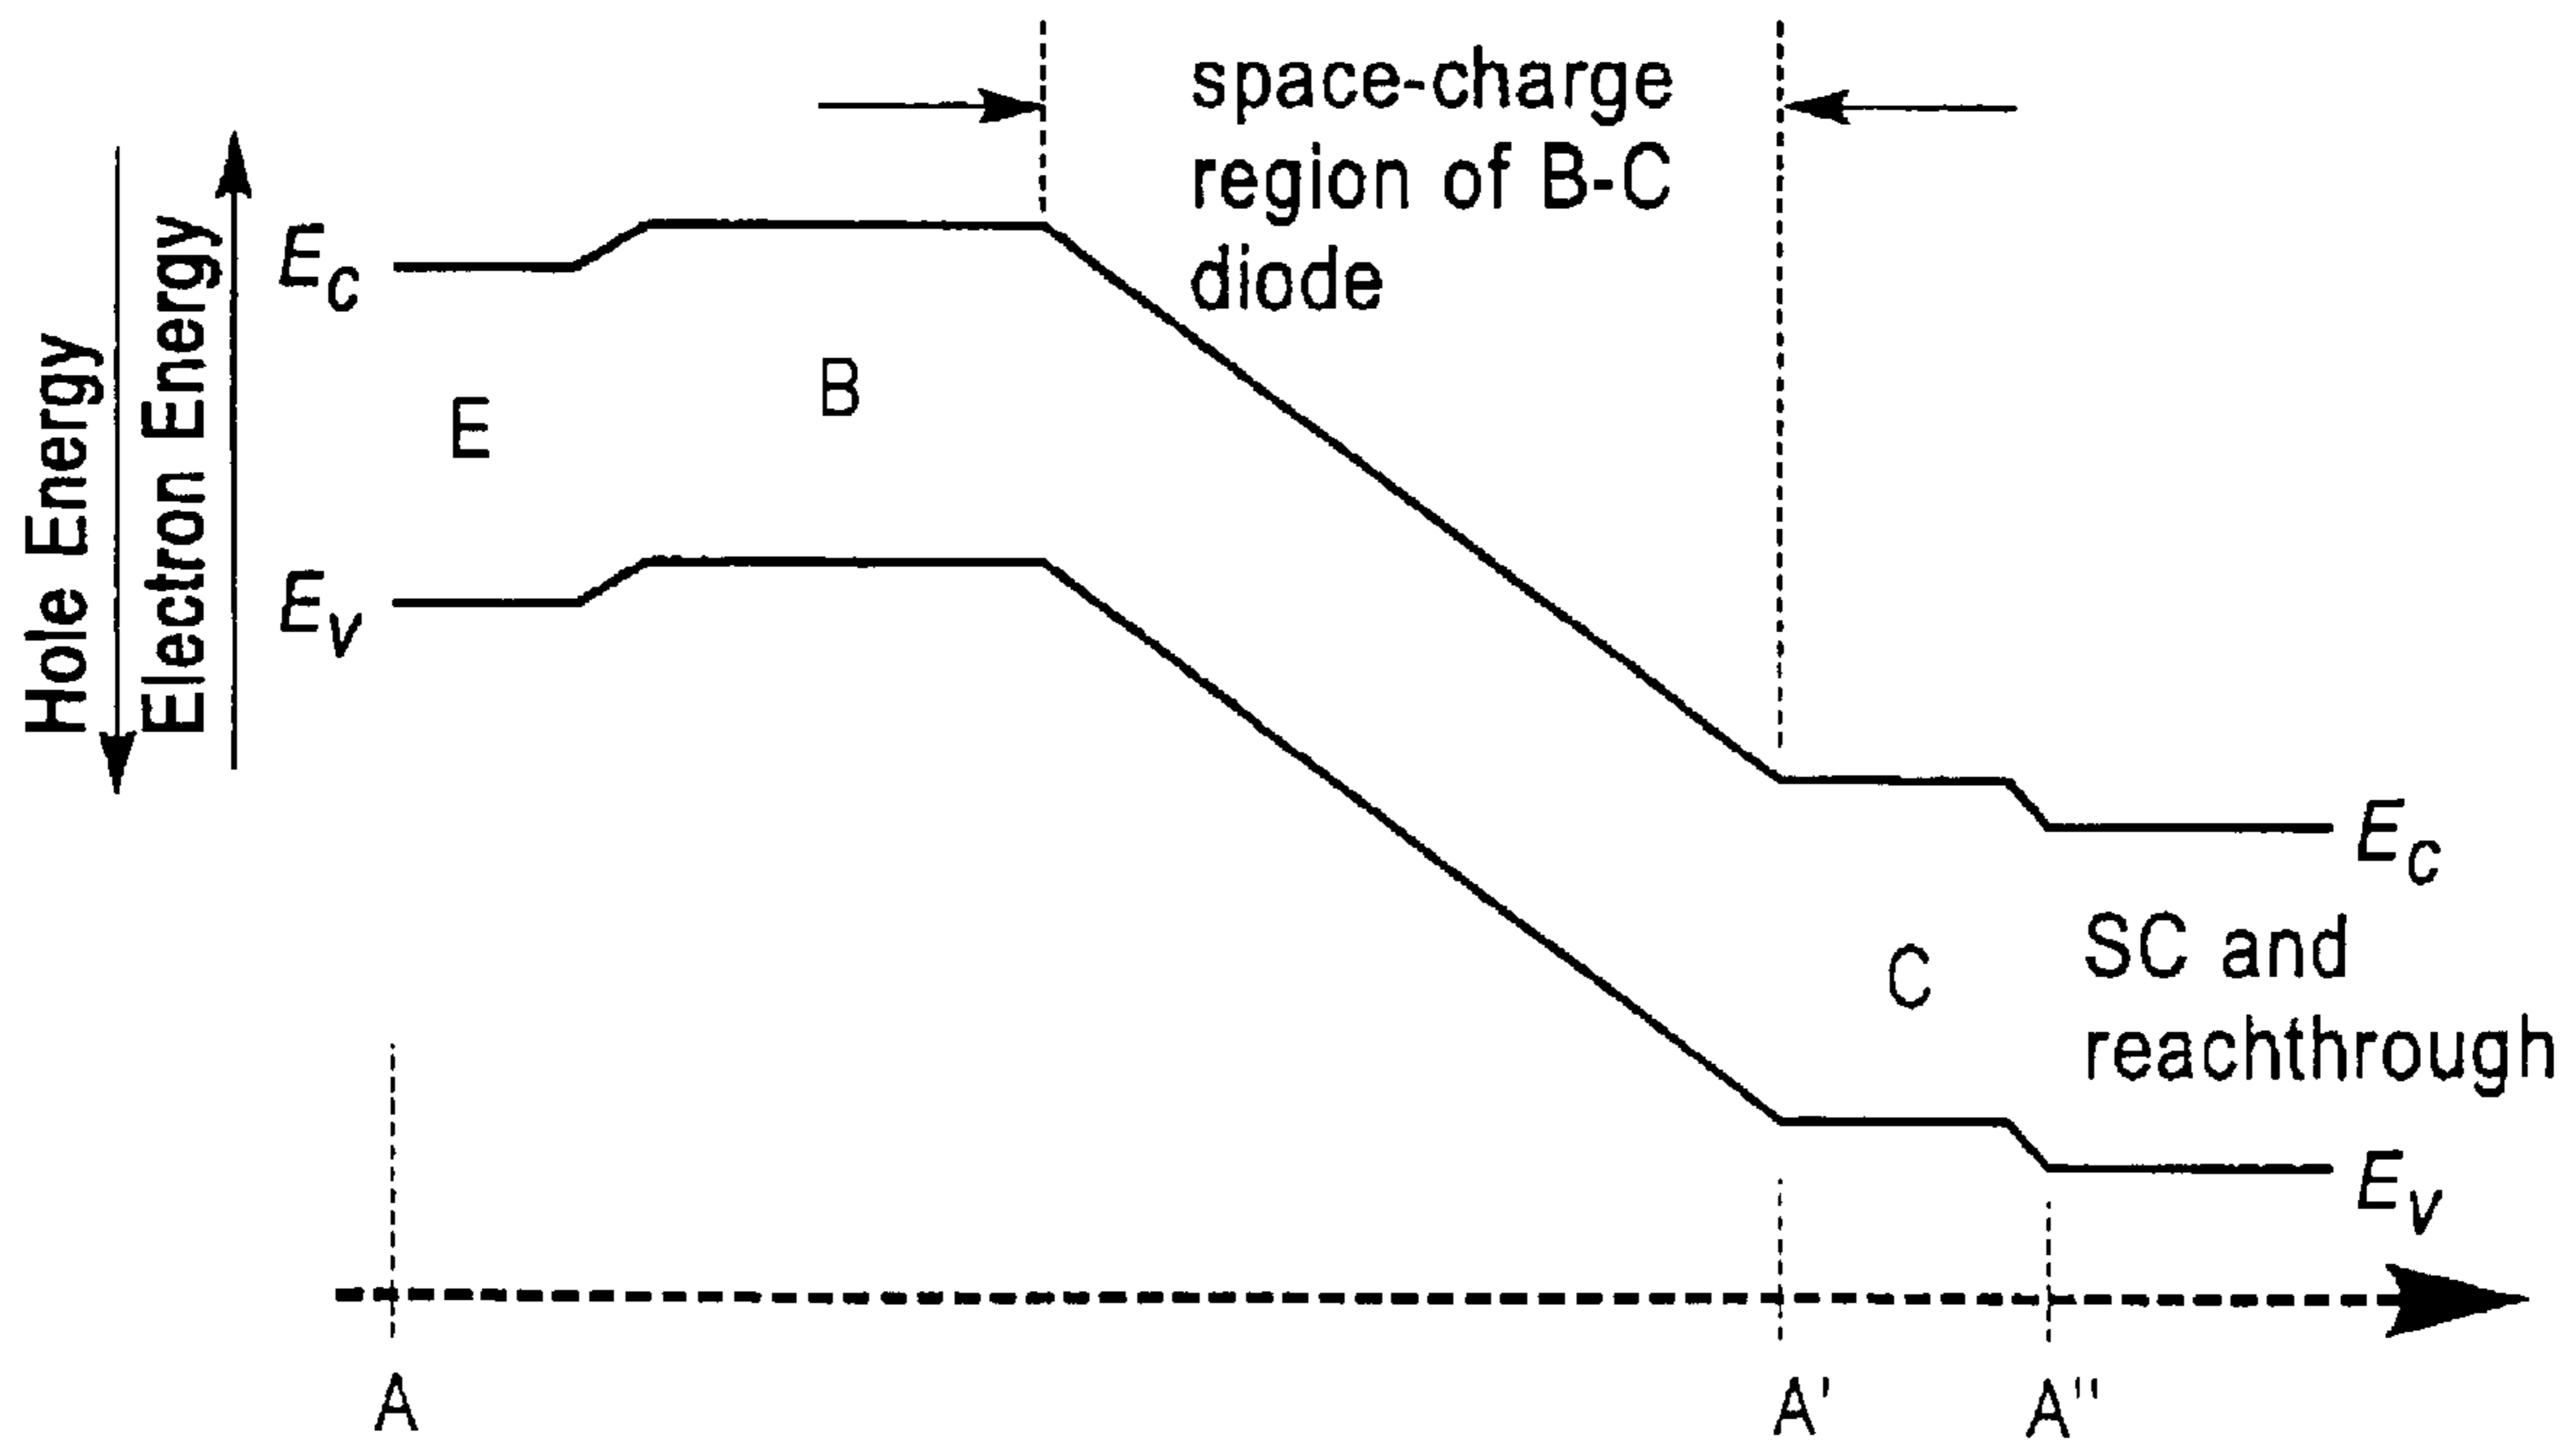 space-charge
region of B-C
diode
Hole Energy
Electron Energy
E_C
B
E
E_V
E_C
C
SC and
reachthrough
E_V
A
A'
A''